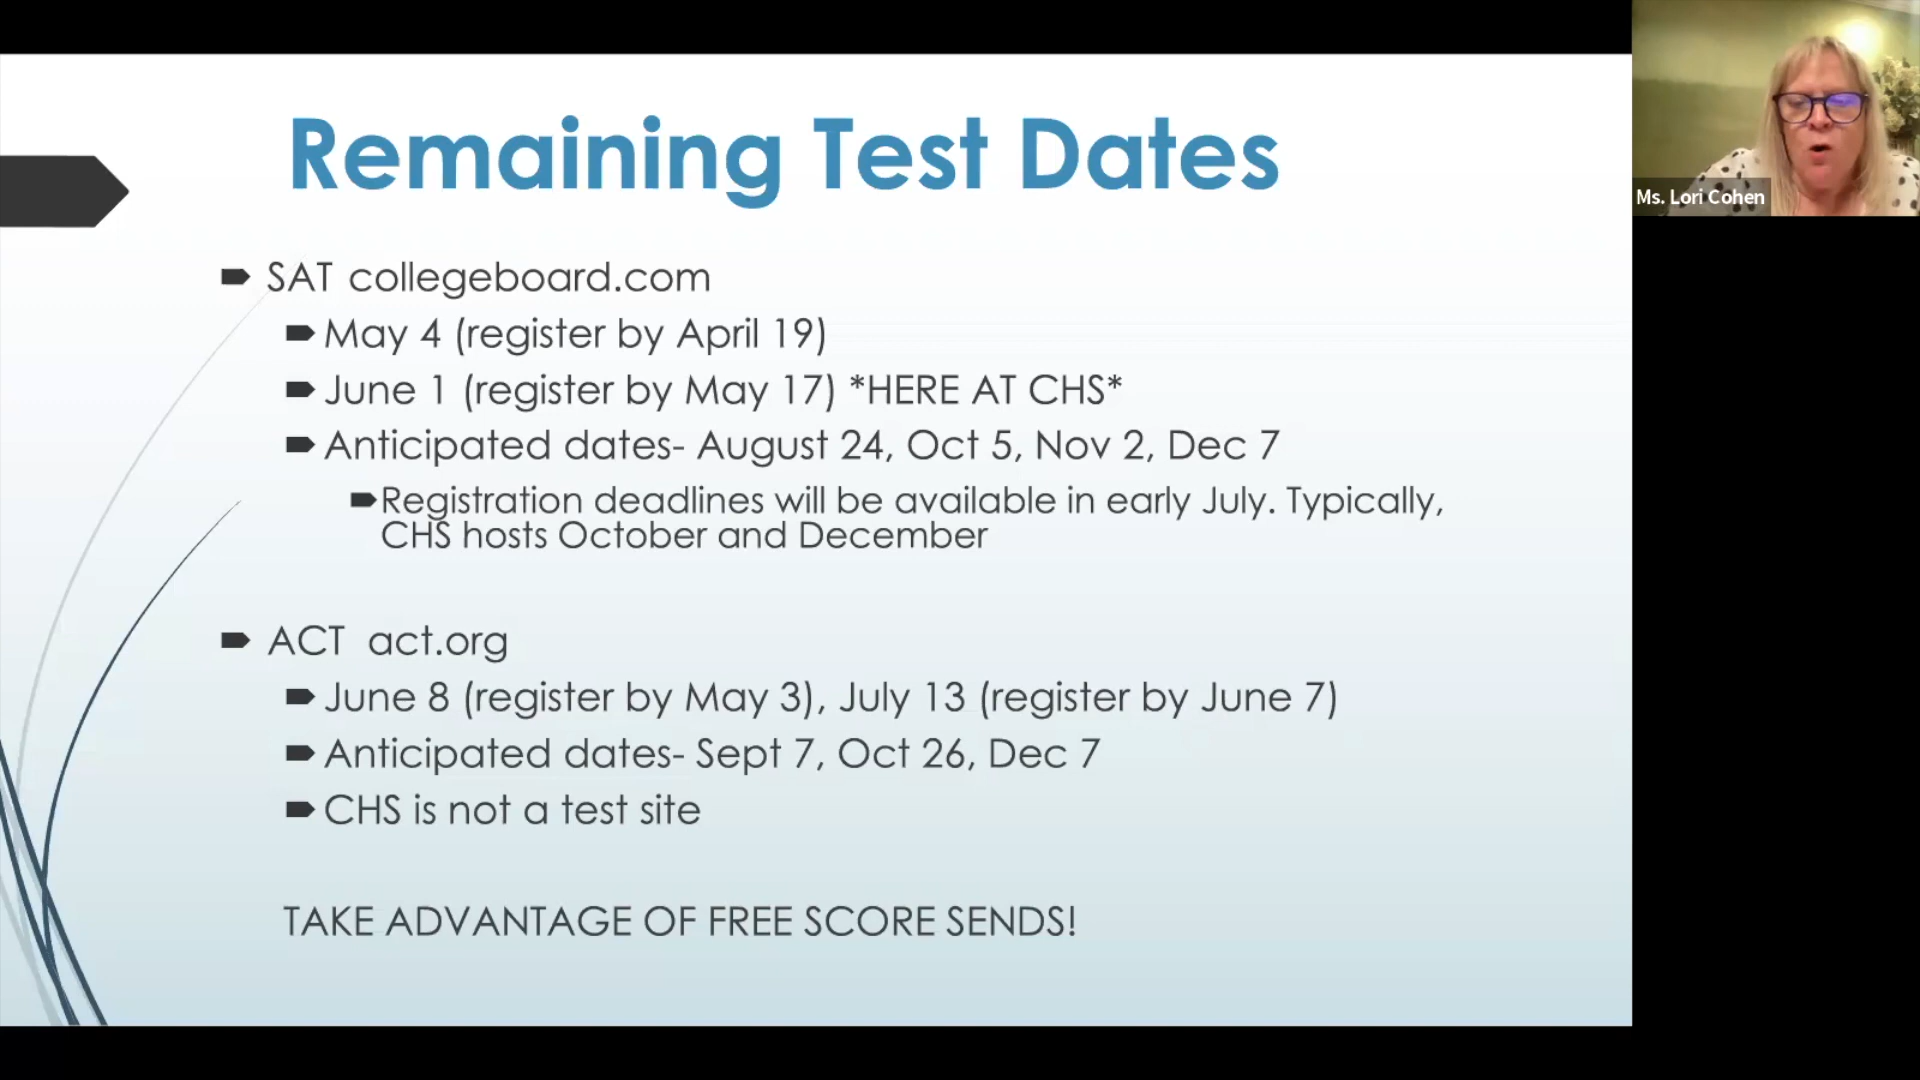 Remaining Test Dates
Ms. Lori Cohen
SAT collegeboard.com
May 4 (register by April 19)
June 1 (register by May 17) *HERE AT CHS*
Anticipated dates- August 24, Oct 5, Nov 2, Dec 7
Registration deadlines will be available in early July. Typically,
CHS hosts October and December
ACT act.org
June 8 (register by May 3), July 13 (register by June 7)
Anticipated dates- Sept 7, Oct 26, Dec 7
CHS is not a test site
TAKE ADVANTAGE OF FREE SCORE SENDS!